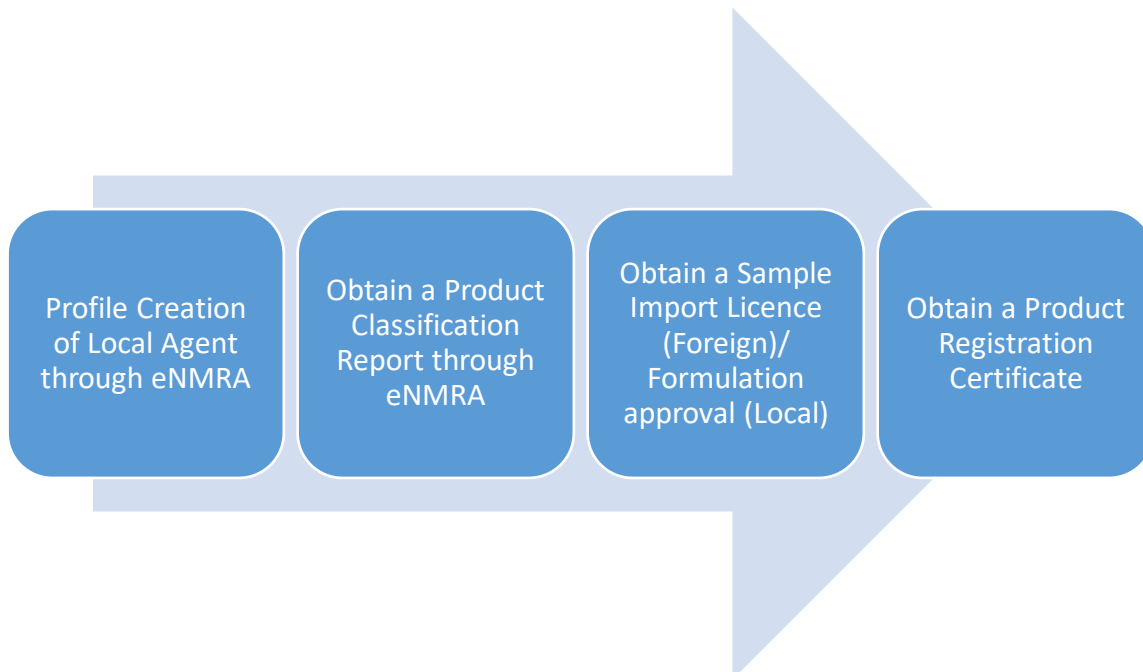 Profile Creation
of Local Agent
through eNMRA
Obtain a Product
Classification
Report through
eNMRA
Obtain a Sample
Import Licence
(Foreign)/
Formulation
approval (Local)
Obtain a Product
Registration
Certificate